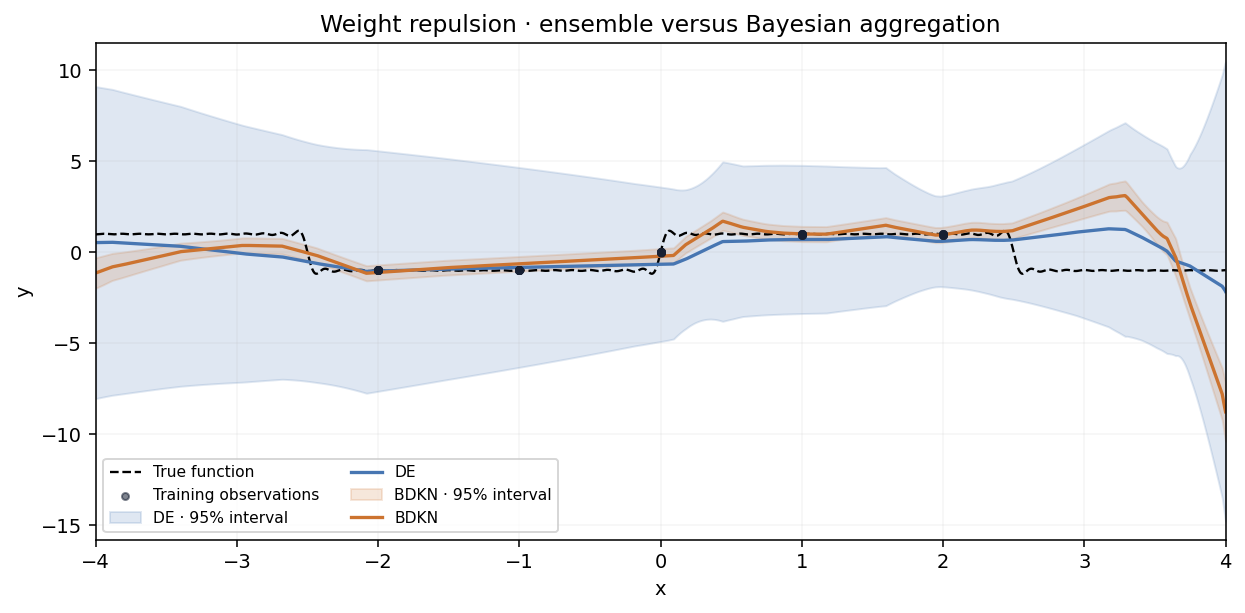 Weight repulsion · ensemble versus Bayesian aggregation
y
10
5
0
−5
−10
−15
True function
Training observations
DE · 95% interval
DE
BDKN · 95% interval
BDKN
−4 −3 −2 −1 0 1 2 3 4
x